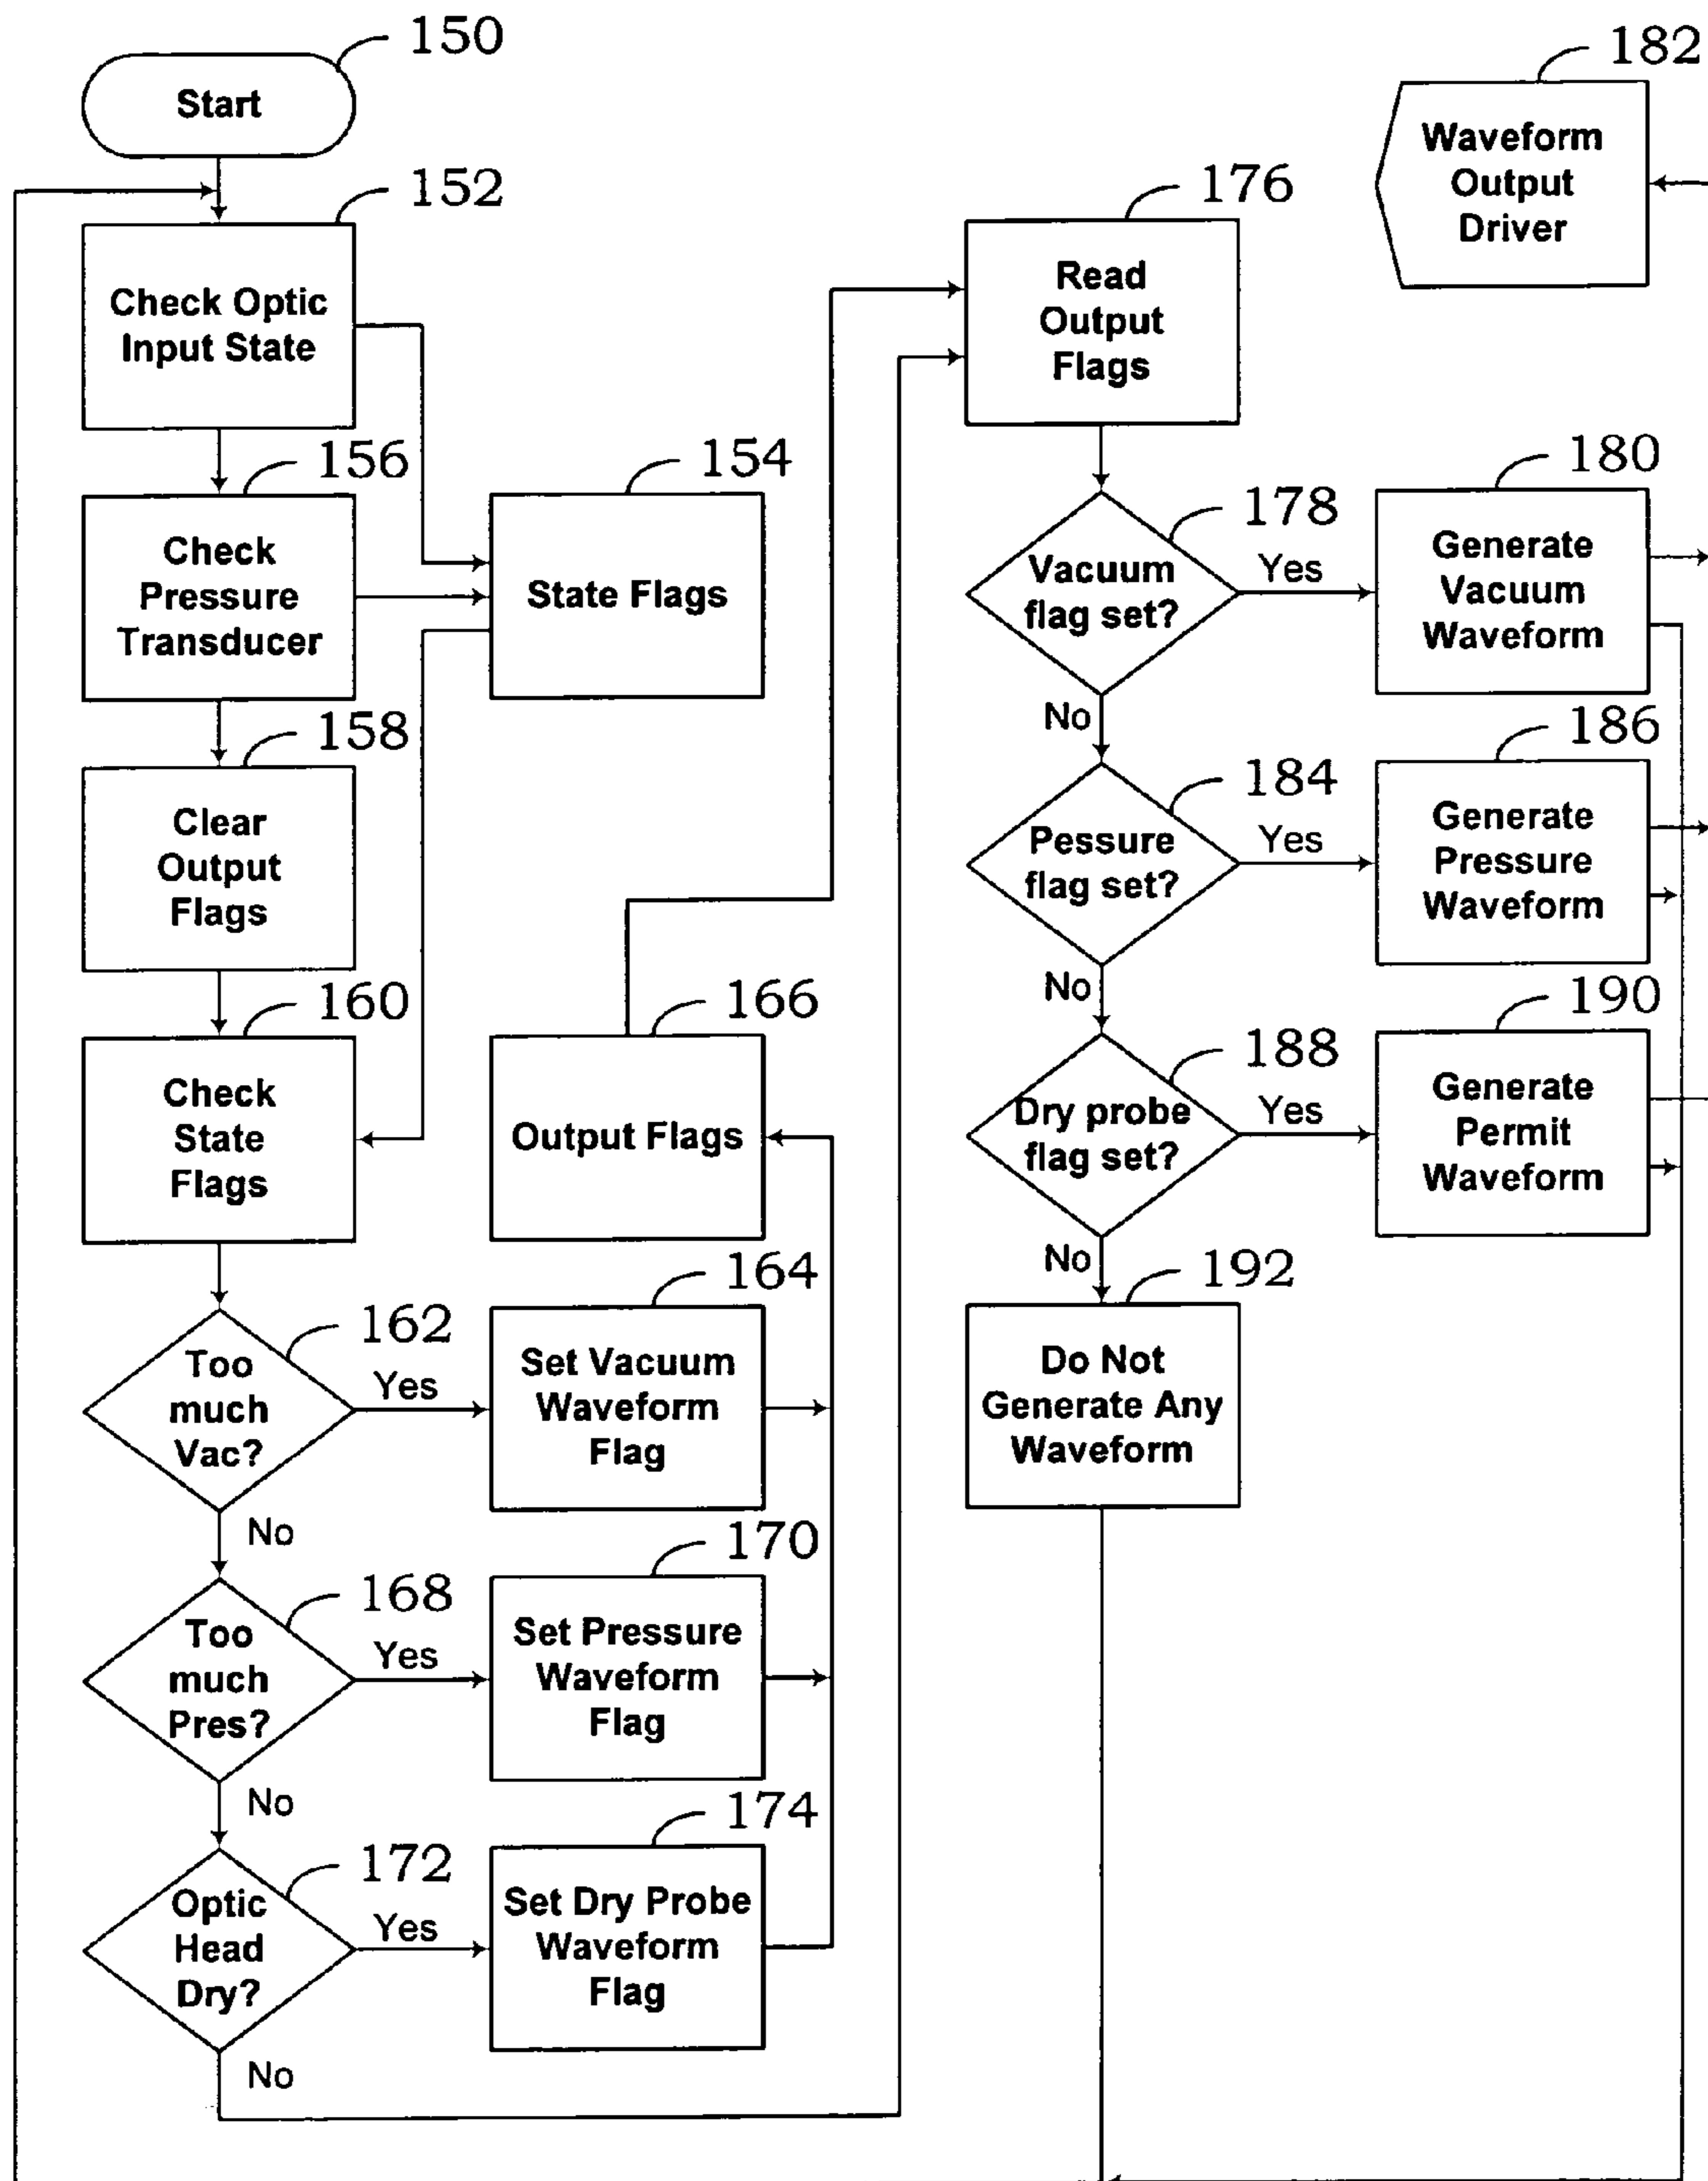 150
Start
152
Check Optic
Input State
156
Check
Pressure
Transducer
154
State Flags
158
Clear
Output
Flags
160
Check
State
Flags
166
Output Flags
162
Too
much
Vac?
Yes
No
164
Set Vacuum
Waveform
Flag
168
Too
much
Pres?
Yes
No
170
Set Pressure
Waveform
Flag
172
Optic
Head
Dry?
Yes
No
174
Set Dry Probe
Waveform
Flag
176
Read
Output
Flags
178
Vacuum
flag set?
Yes
No
180
Generate
Vacuum
Waveform
182
Waveform
Output
Driver
184
Pessure
flag set?
Yes
No
186
Generate
Pressure
Waveform
188
Dry probe
flag set?
Yes
No
190
Generate
Permit
Waveform
192
Do Not
Generate Any
Waveform